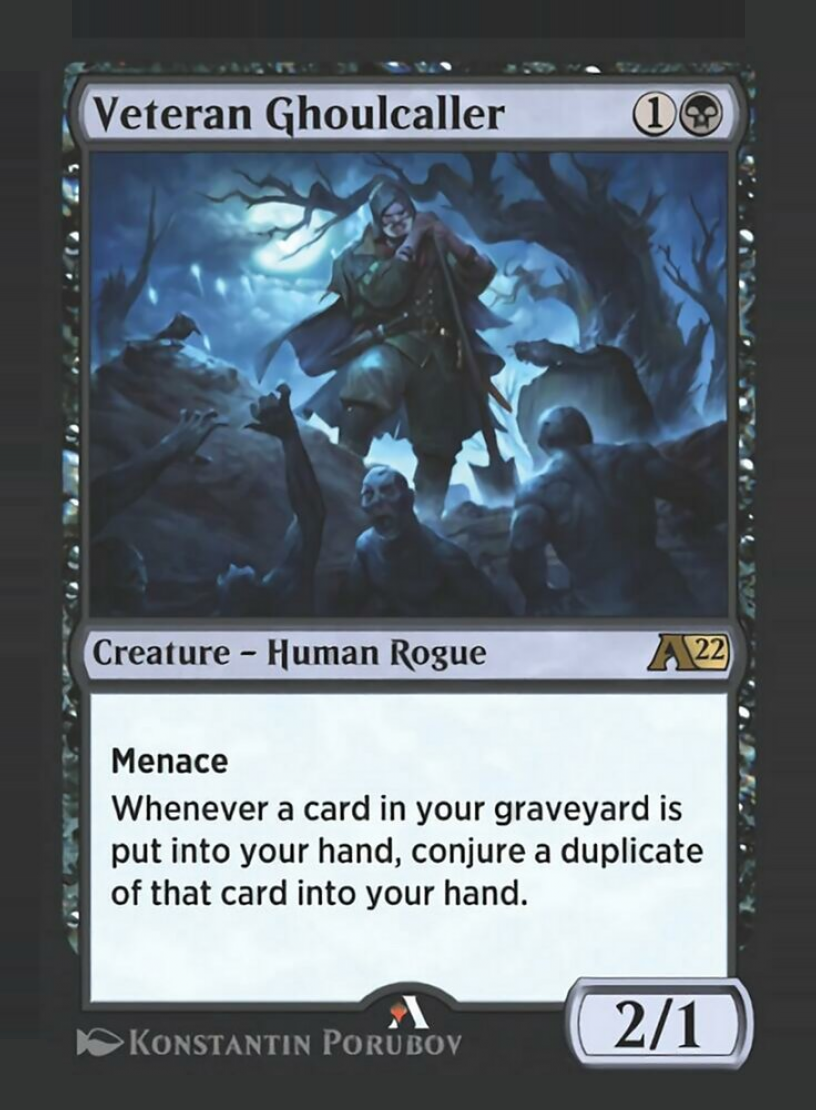 Veteran Ghoulcaller 1
Creature – Human Rogue A22
Menace
Whenever a card in your graveyard is
put into your hand, conjure a duplicate
of that card into your hand.
2/1
Konstantin Porubov